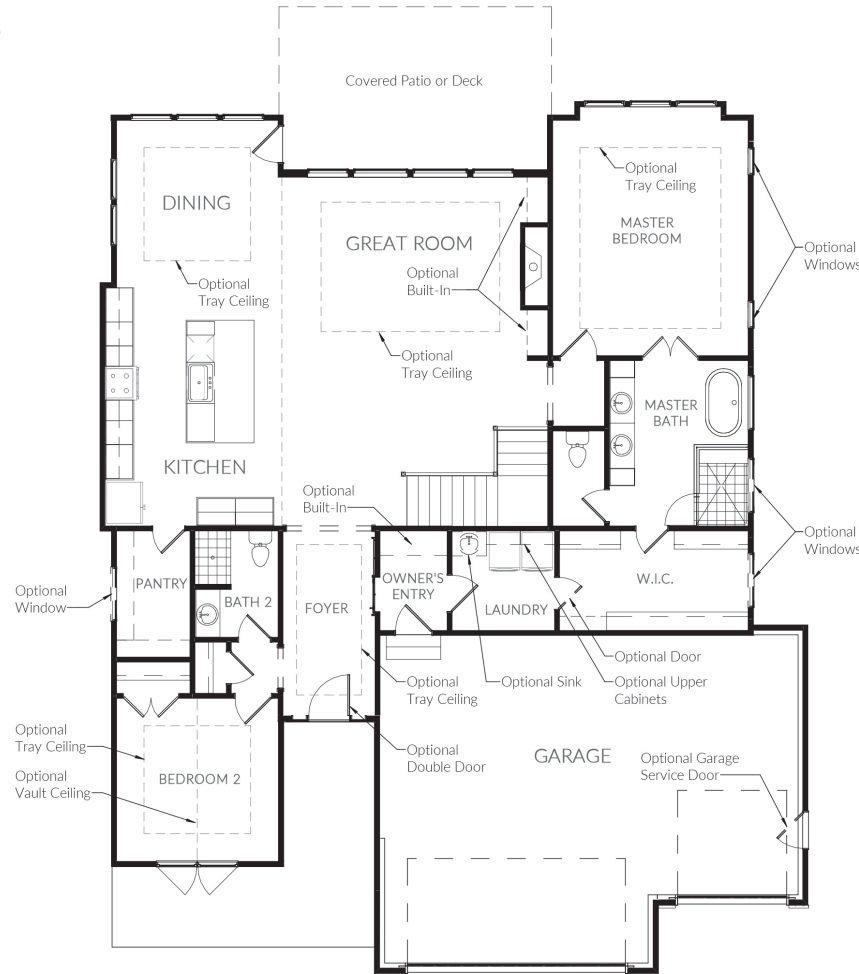 Covered Patio or Deck
DINING
Optional
Tray Ceiling
GREAT ROOM
Optional
Built-In
Optional
Tray Ceiling
Optional
Tray Ceiling
MASTER
BEDROOM
Optional
Windows
KITCHEN
MASTER
BATH
Optional
Built-In
Optional
Windows
Optional
Window
PANTRY
BATH 2
FOYER
OWNER'S
ENTRY
LAUNDRY
W.I.C.
Optional
Tray Ceiling
Optional Sink
Optional Door
Optional Upper
Cabinets
Optional
Tray Ceiling
Optional
Vault Ceiling
BEDROOM 2
Optional
Double Door
GARAGE
Optional Garage
Service Door